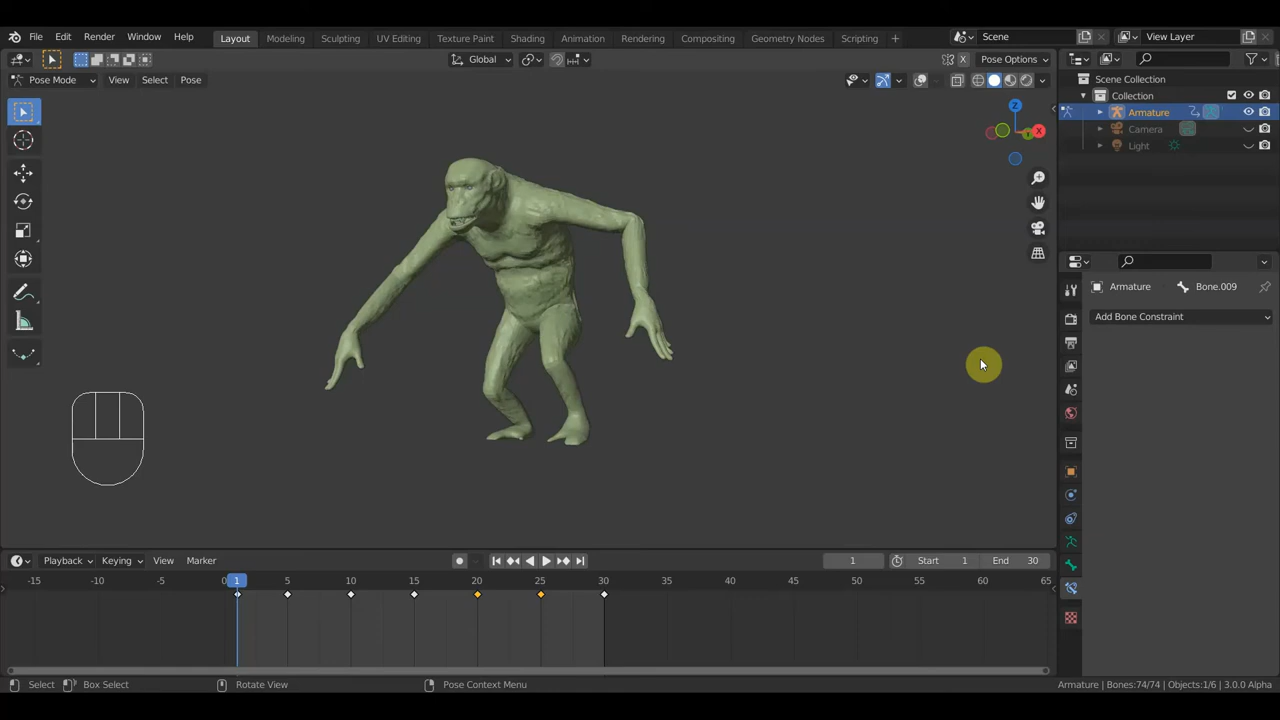 File Edit Render Window Help Layout Modeling Sculpting UV Editing Texture Paint Shading Animation Rendering Compositing Geometry Nodes Scripting + Scene View Layer
Global Pose Options
Pose Mode View Select Pose
Scene Collection
Collection
Armature
Camera
Light
Z
X
Y
Armature Bone.009
Add Bone Constraint
Playback Keying View Marker 1 Start 1 End 30
-15 -10 -5 0 1 5 10 15 20 25 30 35 40 45 50 55 60 65
Select Box Select Rotate View Pose Context Menu Armature | Bones:74/74 | Objects:1/6 | 3.0.0 Alpha